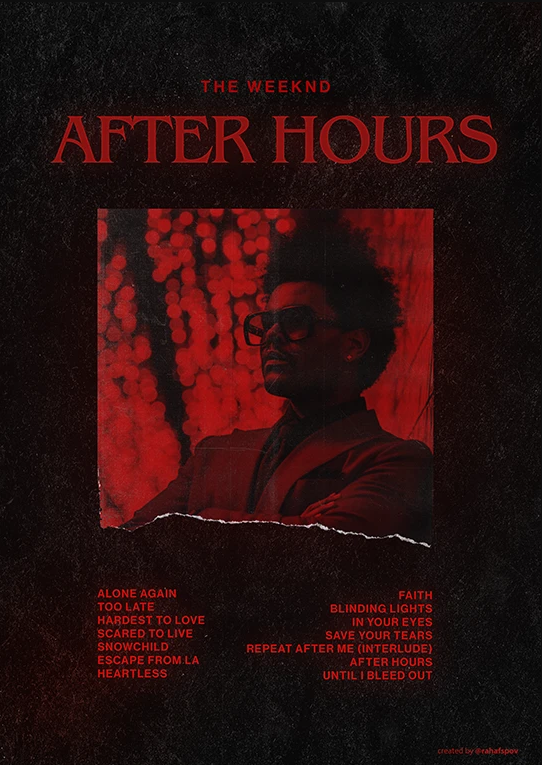 THE WEEKND
AFTER HOURS
ALONE AGAIN
TOO LATE
HARDEST TO LOVE
SCARED TO LIVE
SNOWCHILD
ESCAPE FROM LA
HEARTLESS
FAITH
BLINDING LIGHTS
IN YOUR EYES
SAVE YOUR TEARS
REPEAT AFTER ME (INTERLUDE)
AFTER HOURS
UNTIL I BLEED OUT
created by @rahafspov